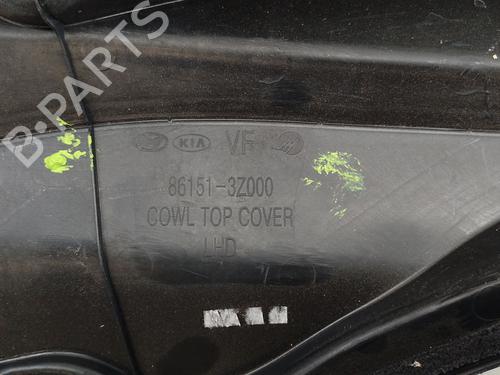 B-PARTS
KIA VF
86151-3Z000
COWL TOP COVER
LHD